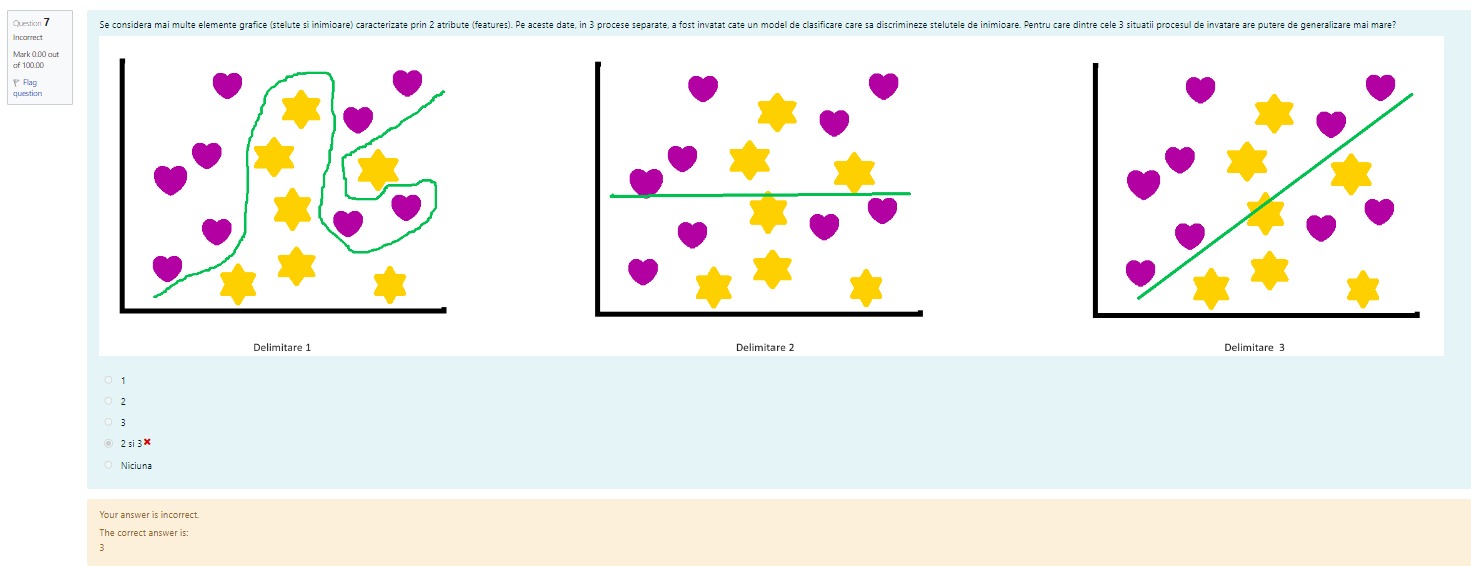 Question 7
Incorrect
Mark 0.00 out
of 100.00
Flag
question
Se considera mai multe elemente grafice (stelute si inimioare) caracterizate prin 2 atribute (features). Pe aceste date, in 3 procese separate, a fost invatat cate un model de clasificare care sa discrimineze stelutele de inimioare. Pentru care dintre cele 3 situatii procesul de invatare are putere de generalizare mai mare?
Delimitare 1
Delimitare 2
Delimitare 3
1
2
3
2 si 3
Niciuna
Your answer is incorrect.
The correct answer is:
3